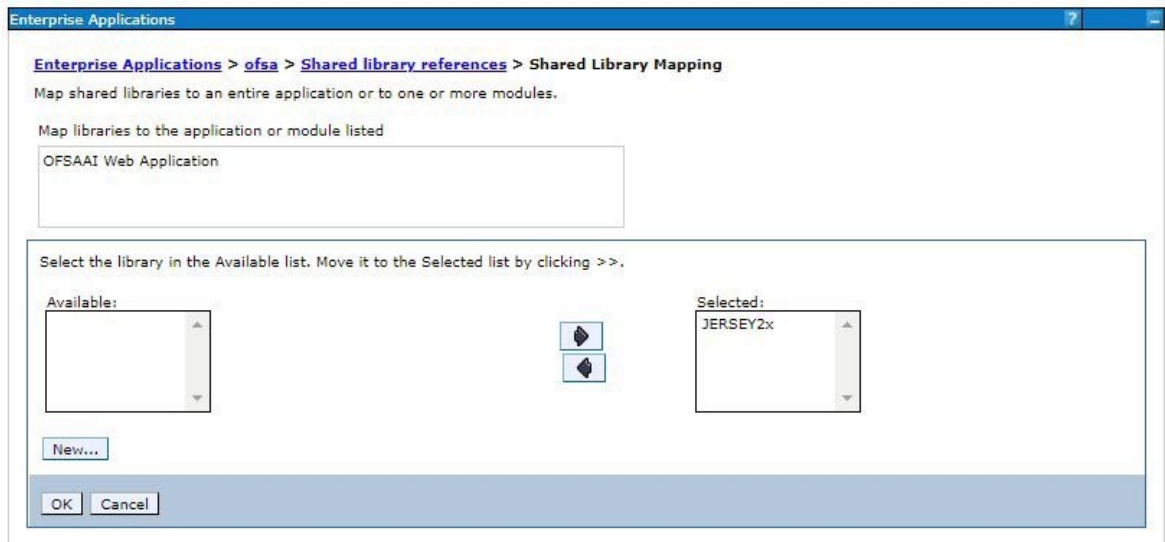 Enterprise Applications ? –
Enterprise Applications > ofsa > Shared library references > Shared Library Mapping
Map shared libraries to an entire application or to one or more modules.
Map libraries to the application or module listed
OFSAAI Web Application
Select the library in the Available list. Move it to the Selected list by clicking >>.
Available: Selected:
JERSEY2x
New...
OK Cancel